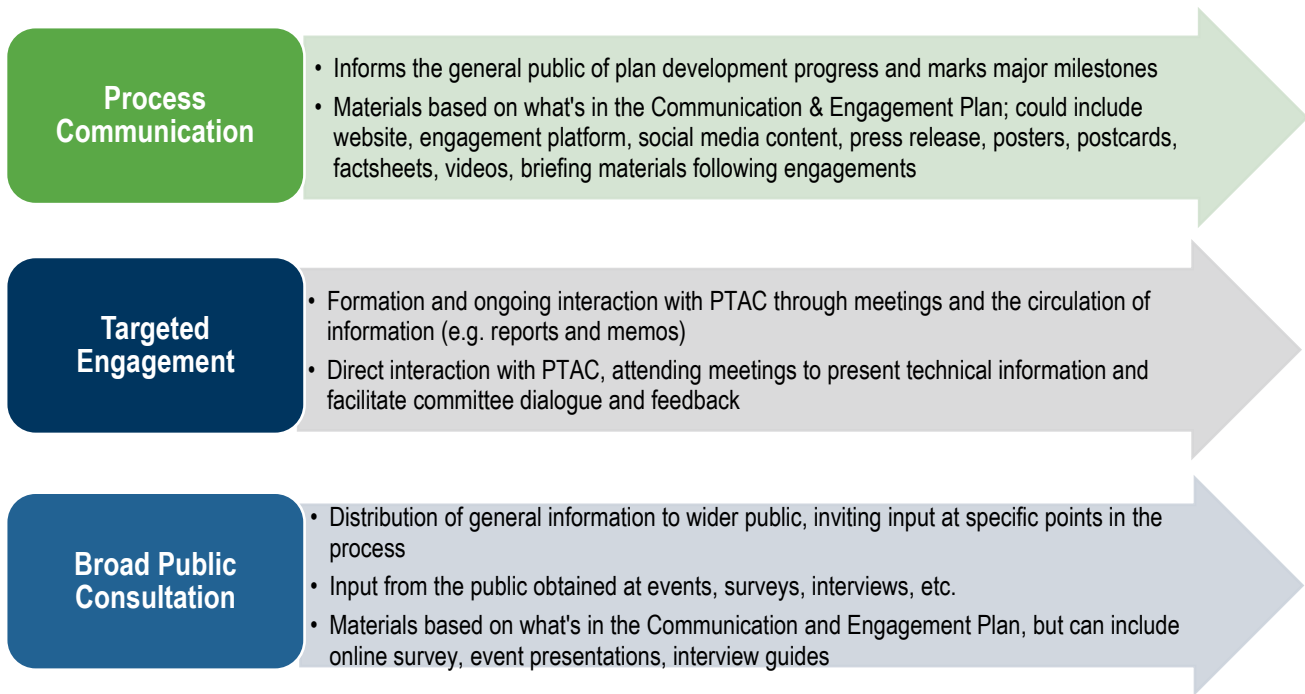 Process
Communication
• Informs the general public of plan development progress and marks major milestones
• Materials based on what's in the Communication & Engagement Plan; could include
website, engagement platform, social media content, press release, posters, postcards,
factsheets, videos, briefing materials following engagements
Targeted
Engagement
• Formation and ongoing interaction with PTAC through meetings and the circulation of
information (e.g. reports and memos)
• Direct interaction with PTAC, attending meetings to present technical information and
facilitate committee dialogue and feedback
Broad Public
Consultation
• Distribution of general information to wider public, inviting input at specific points in the
process
• Input from the public obtained at events, surveys, interviews, etc.
• Materials based on what's in the Communication and Engagement Plan, but can include
online survey, event presentations, interview guides